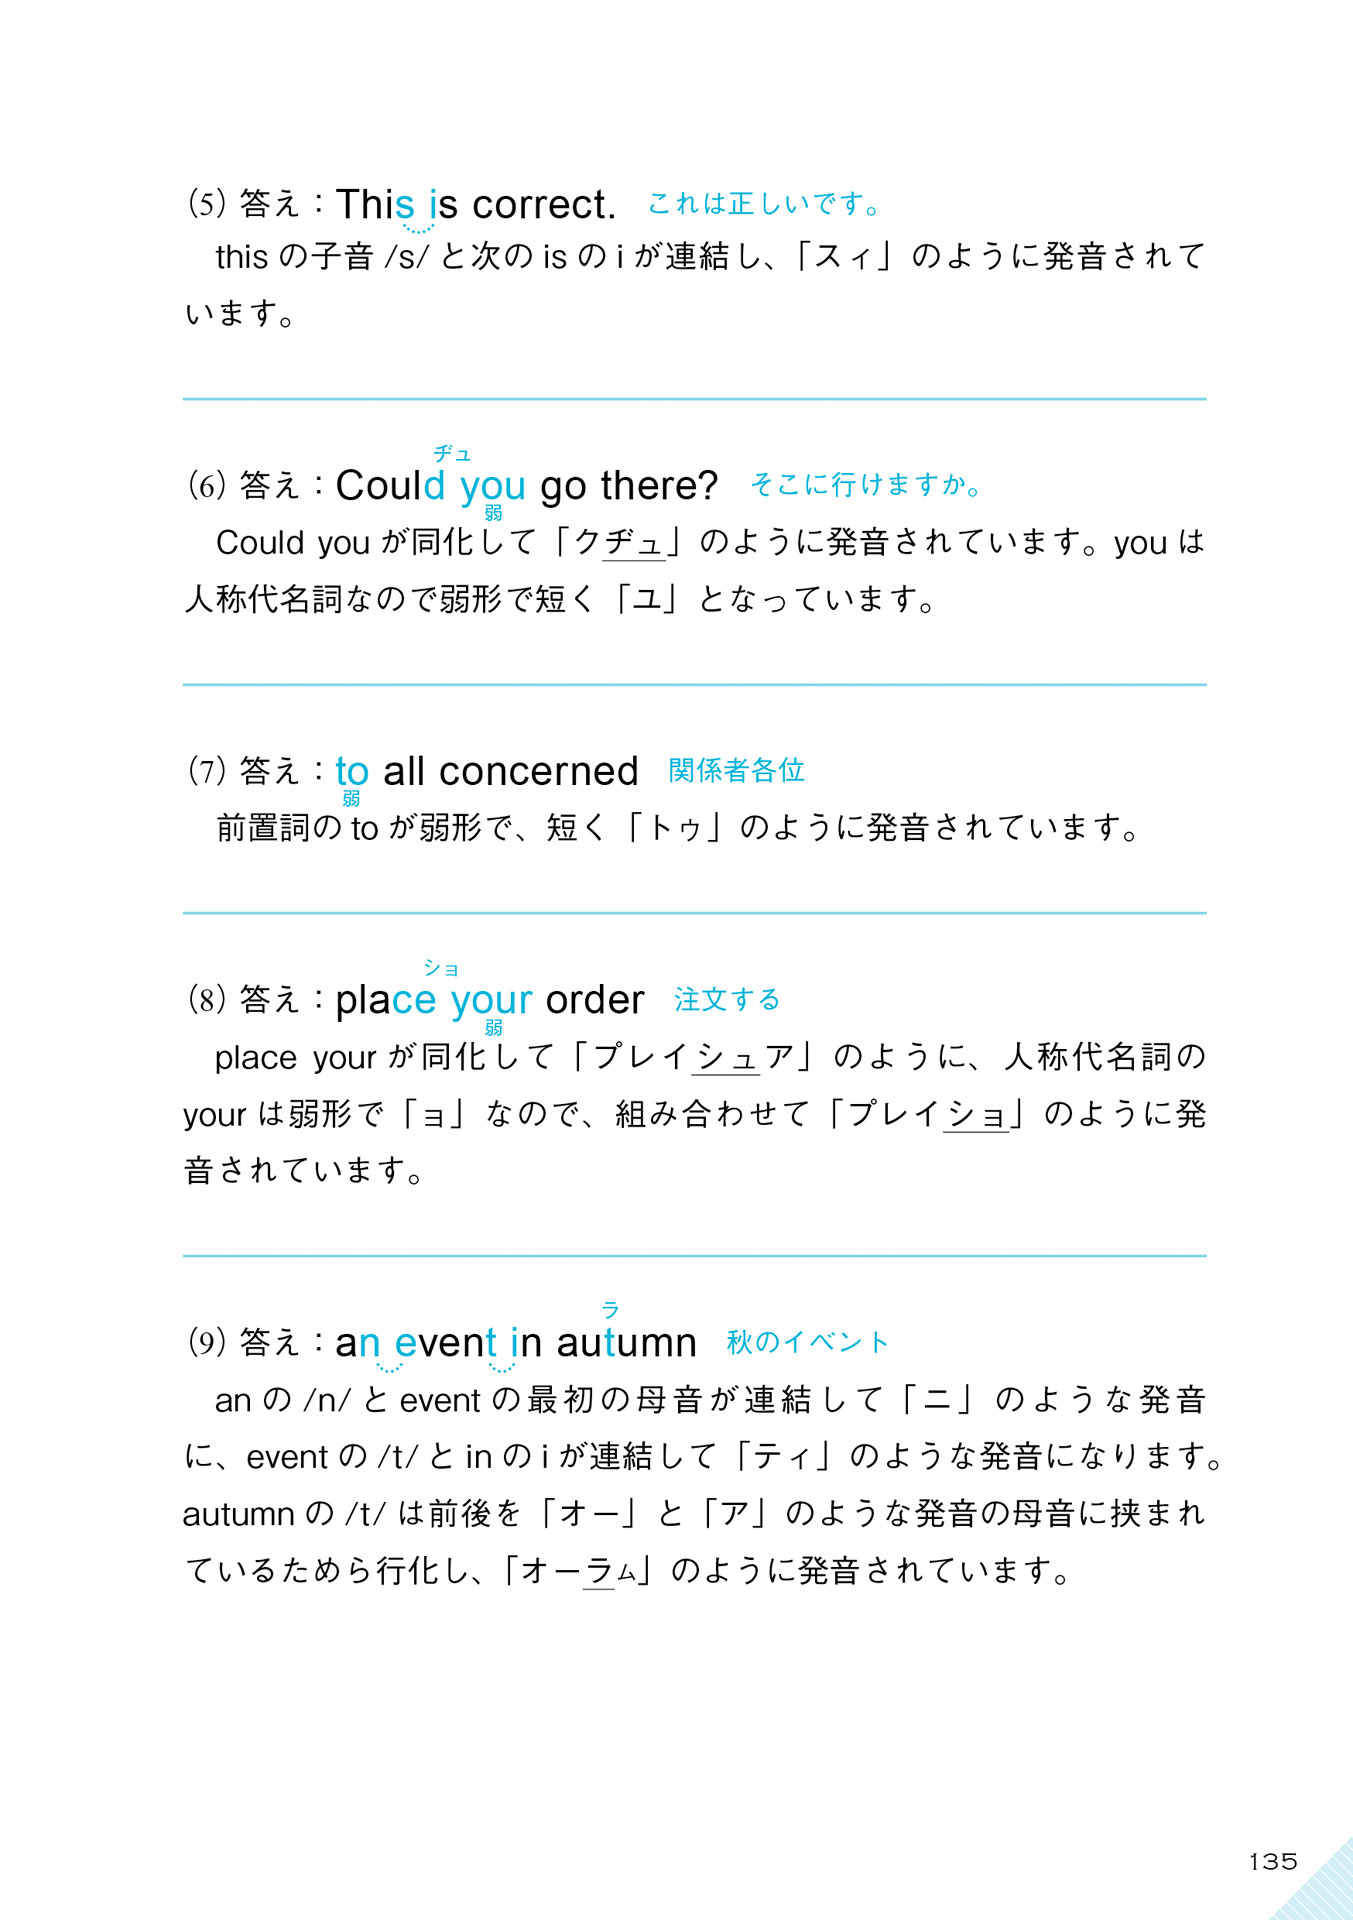 (5) 答え：This is correct.　これは正しいです。
this の子音 /s/ と次の is の i が連結し、「スィ」のように発音されて
います。
ヂュ
(6) 答え：Could you go there?　そこに行けますか。
弱
Could you が同化して「クヂュ」のように発音されています。you は
人称代名詞なので弱形で短く「ユ」となっています。
(7) 答え：to all concerned　関係者各位
弱
前置詞の to が弱形で、短く「トゥ」のように発音されています。
ショ
(8) 答え：place your order　注文する
弱
place your が同化して「プレイシュア」のように、人称代名詞の
your は弱形で「ョ」なので、組み合わせて「プレイショ」のように発
音されています。
ラ
(9) 答え：an event in autumn　秋のイベント
an の /n/ と event の最初の母音が連結して「ニ」のような発音
に、event の /t/ と in の i が連結して「ティ」のような発音になります。
autumn の /t/ は前後を「オー」と「ア」のような発音の母音に挟まれ
ているためら行化し、「オーラム」のように発音されています。
135